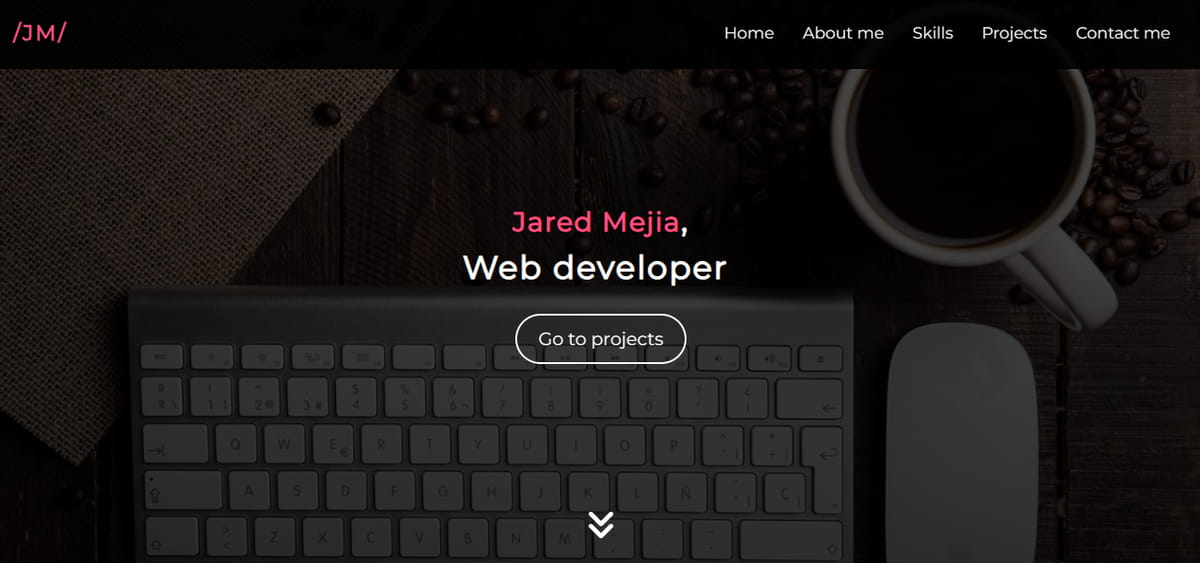 /JM/
Home About me Skills Projects Contact me
Jared Mejia,
Web developer
Go to projects
Q W E € R T Y U I O P
A S D F G H J K L Ñ Ç
Z X C V B N M